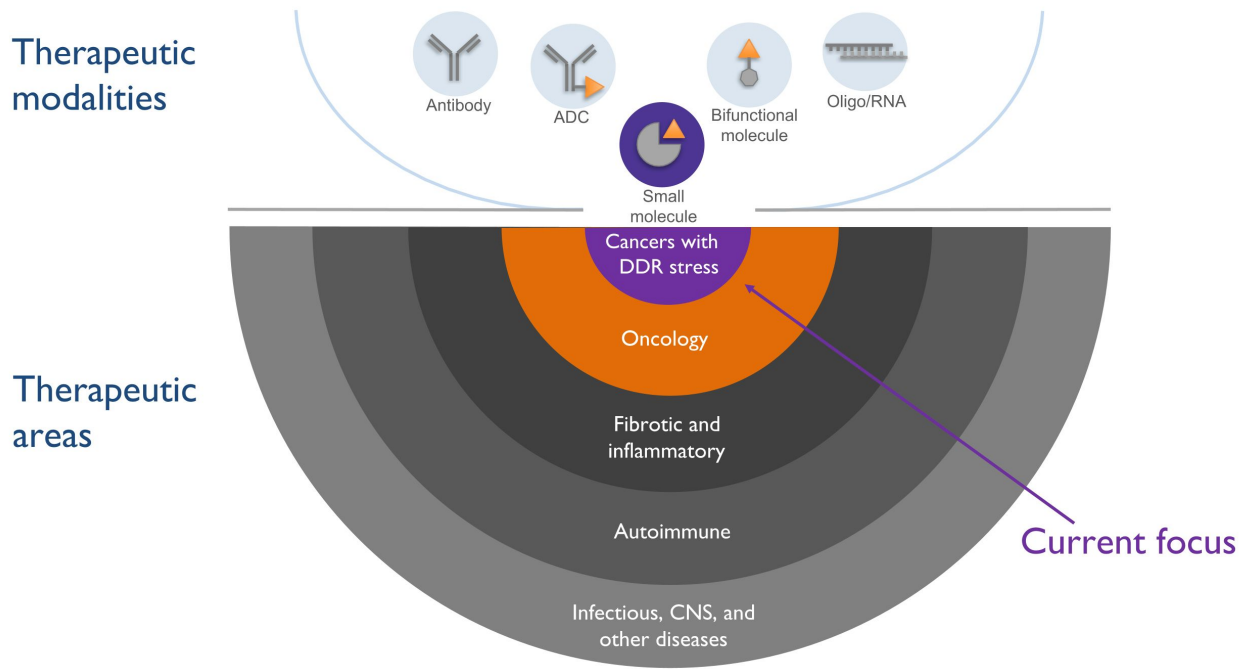 Therapeutic
modalities
Antibody
ADC
Small
molecule
Bifunctional
molecule
Oligo/RNA
Cancers with
DDR stress
Oncology
Therapeutic
areas
Fibrotic and
inflammatory
Autoimmune
Current focus
Infectious, CNS, and
other diseases